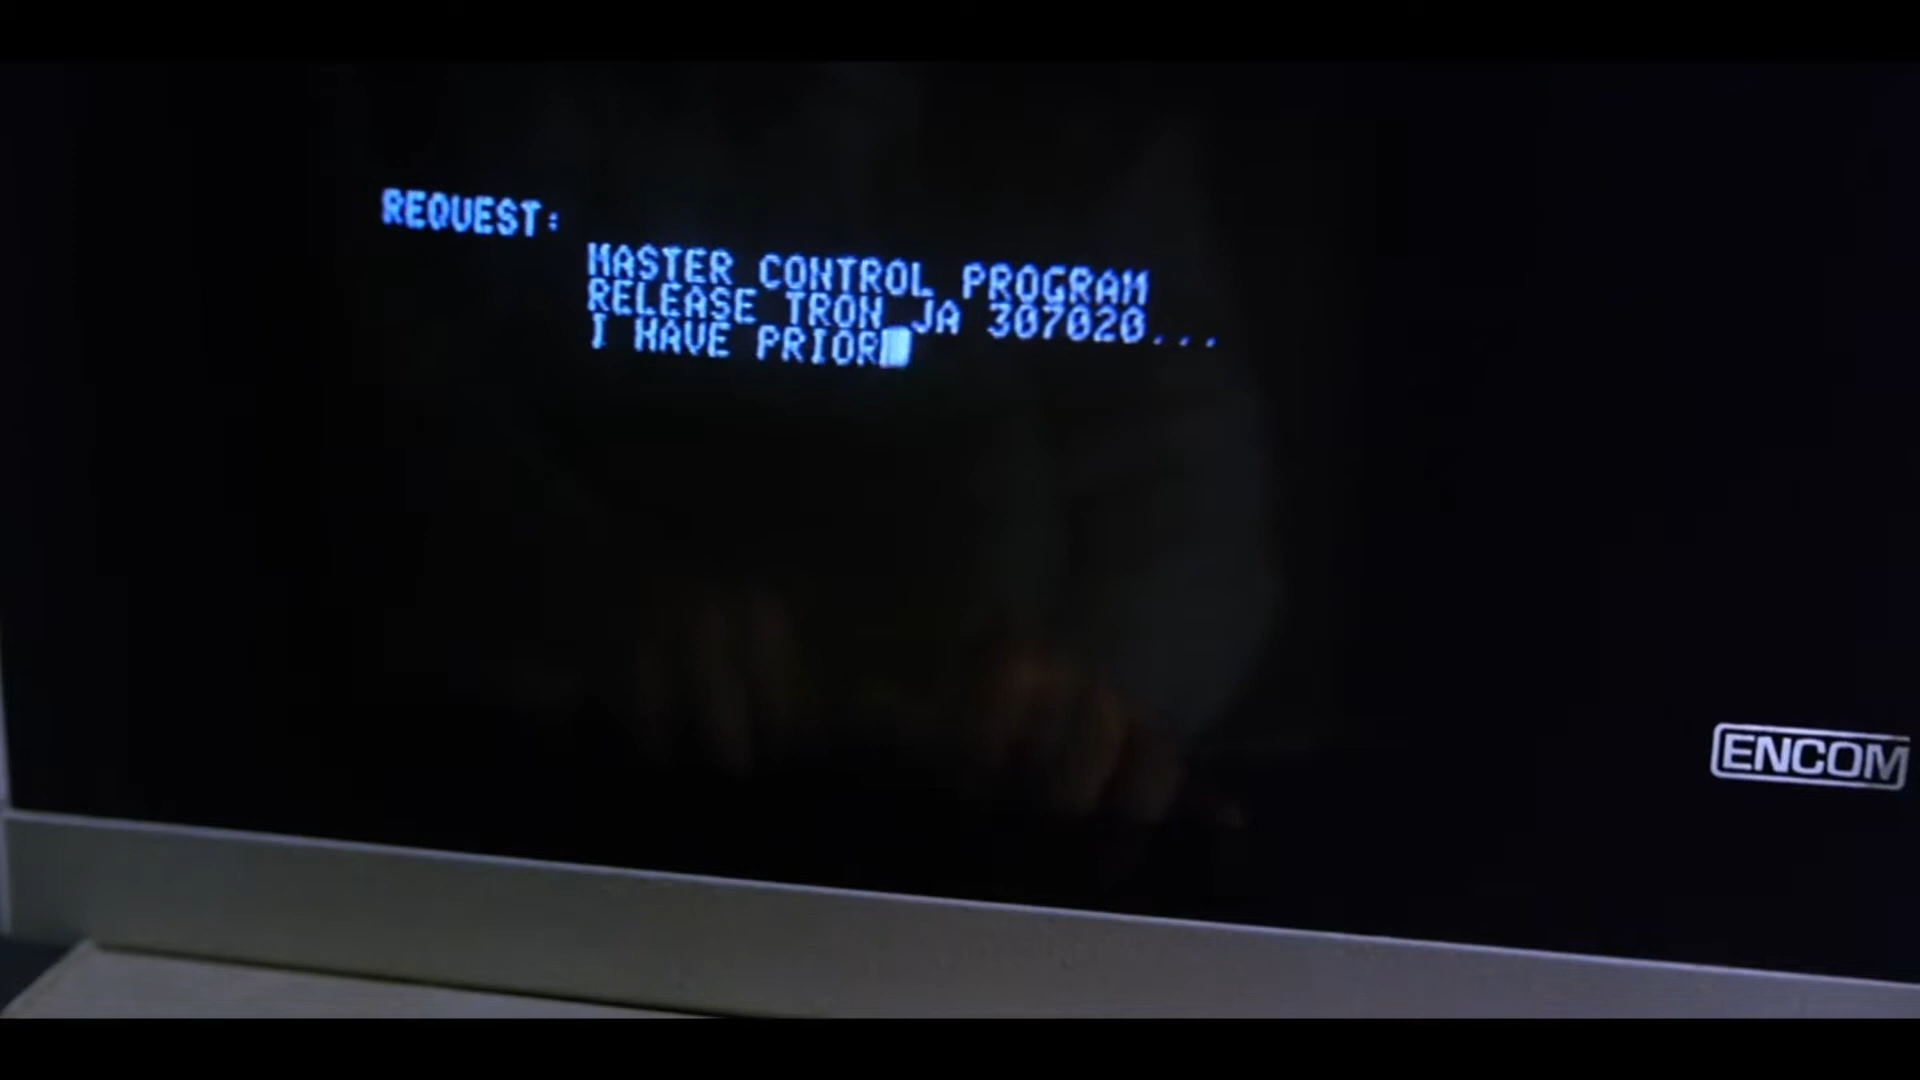 REQUEST:
MASTER CONTROL PROGRAM
RELEASE TRON JA 307020...
I HAVE PRIOR
ENCOM